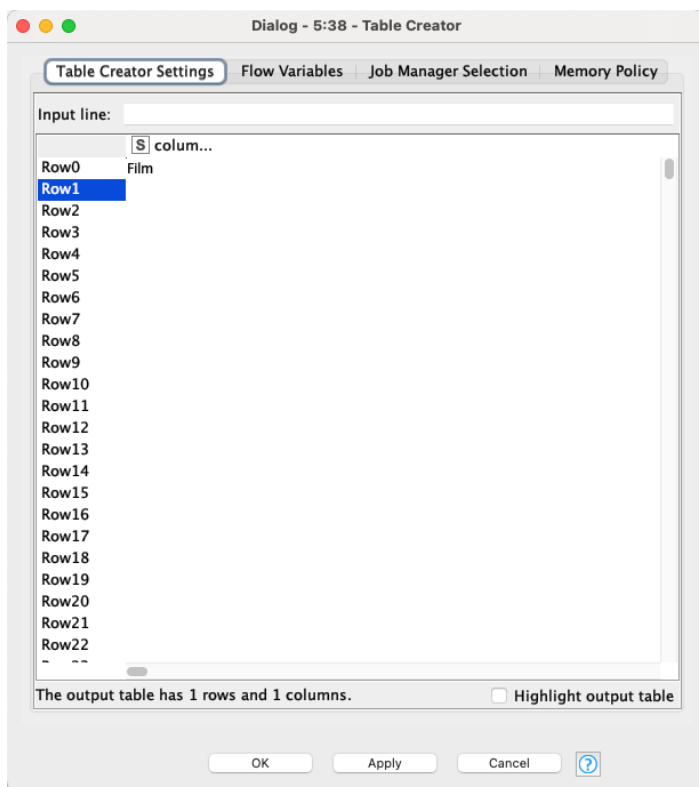 Dialog - 5:38 - Table Creator
Table Creator Settings Flow Variables Job Manager Selection Memory Policy
Input line:
S colum...
Row0 Film
Row1
Row2
Row3
Row4
Row5
Row6
Row7
Row8
Row9
Row10
Row11
Row12
Row13
Row14
Row15
Row16
Row17
Row18
Row19
Row20
Row21
Row22
The output table has 1 rows and 1 columns. Highlight output table
OK Apply Cancel ?